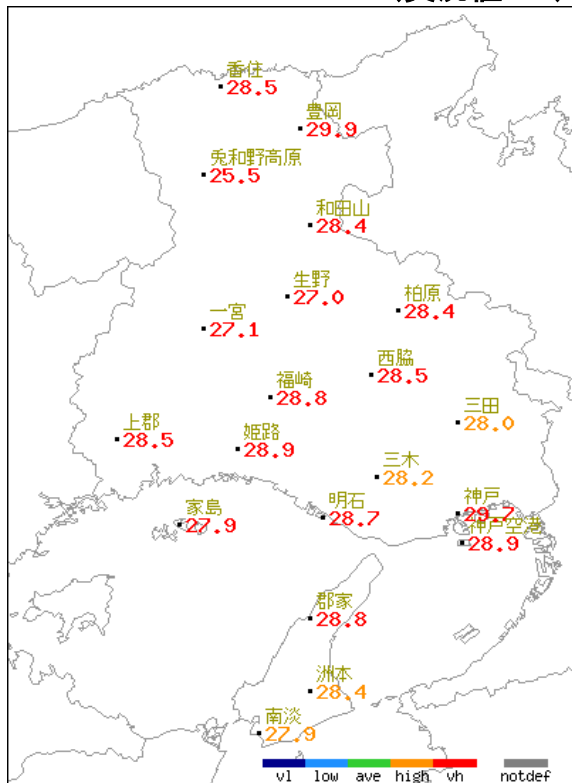 香住
28.5
豊岡
29.9
兎和野高原
25.5
和田山
28.4
生野
27.0
柏原
28.4
一宮
27.1
西脇
28.5
福崎
28.8
三田
28.0
上郡
28.5
姫路
28.9
三木
28.2
神戸
29.7
家島
27.9
明石
28.7
神戸空港
28.9
郡家
28.8
洲本
28.4
南淡
27.9
vl low ave high vh notdef